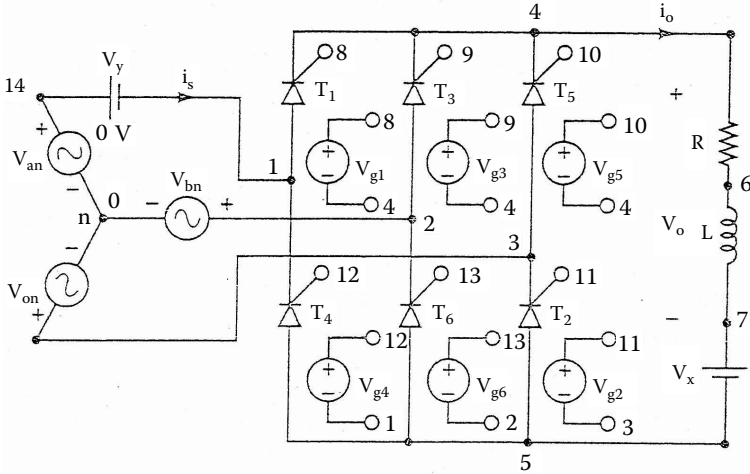 4
i_o
8
9
10
V_y
i_s
T_1
T_3
T_5
14
+
0 V
+
8
9
10
R
V_an
V_g1
V_g3
V_g5
1
6
−
0
−
V_bn
+
4
4
4
n
2
V_o
L
−
3
12
13
11
V_on
T_4
T_6
T_2
−
7
+
12
13
11
V_g4
V_g6
V_g2
V_x
1
2
3
5